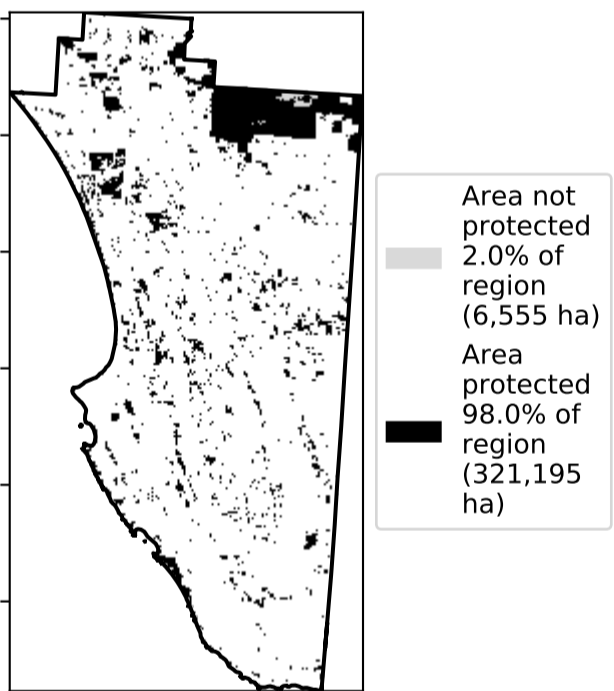 Area not
protected
2.0% of
region
(6,555 ha)
Area
protected
98.0% of
region
(321,195
ha)